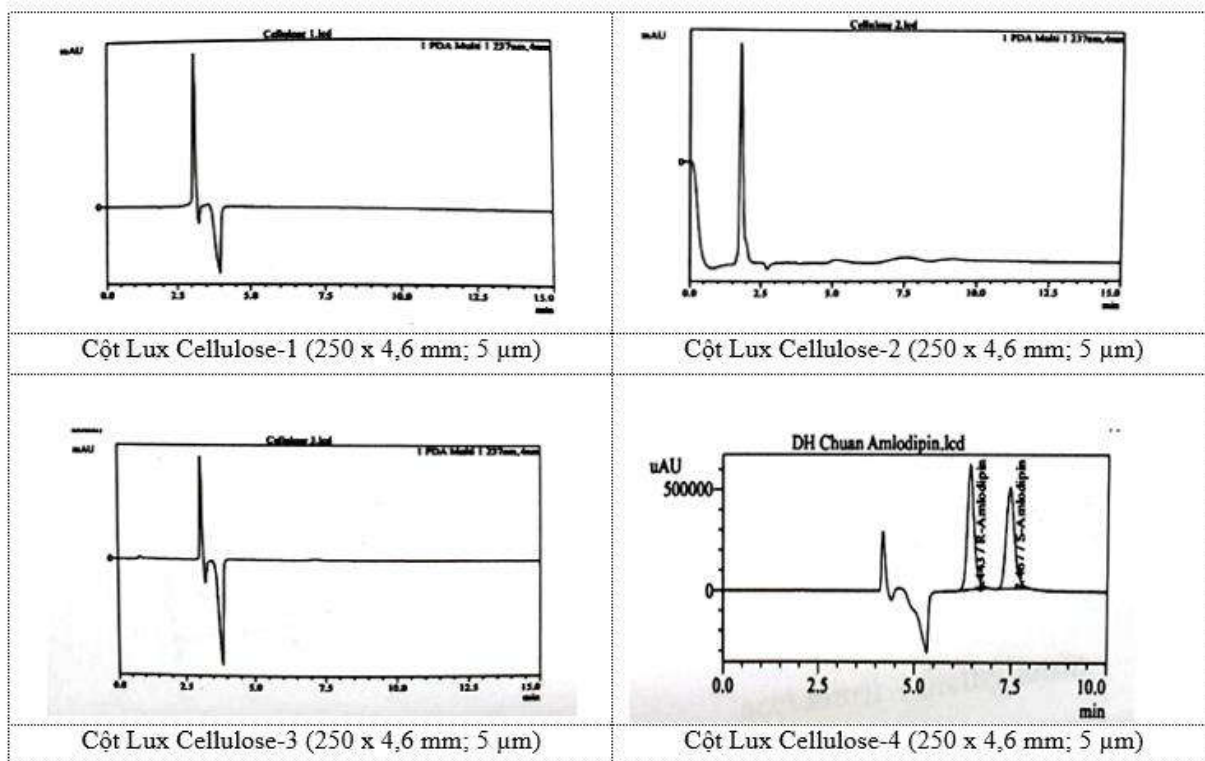 Cellulose 1.lcd
mAU
1 PDA Multi 1 237nm,4nm
0
0.0 2.5 5.0 7.5 10.0 12.5 15.0
min
Cột Lux Cellulose-1 (250 x 4,6 mm; 5 µm)
Cellulose 2.lcd
mAU
1 PDA Multi 1 237nm,4nm
0
0.0 2.5 5.0 7.5 10.0 12.5 15.0
min
Cột Lux Cellulose-2 (250 x 4,6 mm; 5 µm)
Cellulose 3.lcd
mAU
1 PDA Multi 1 237nm,4nm
0
0.0 2.5 5.0 7.5 10.0 12.5 15.0
min
Cột Lux Cellulose-3 (250 x 4,6 mm; 5 µm)
DH Chuan Amlodipin.lcd
uAU
500000
0
R-Amlodipin
S-Amlodipin
0.0 2.5 5.0 7.5 10.0
min
Cột Lux Cellulose-4 (250 x 4,6 mm; 5 µm)